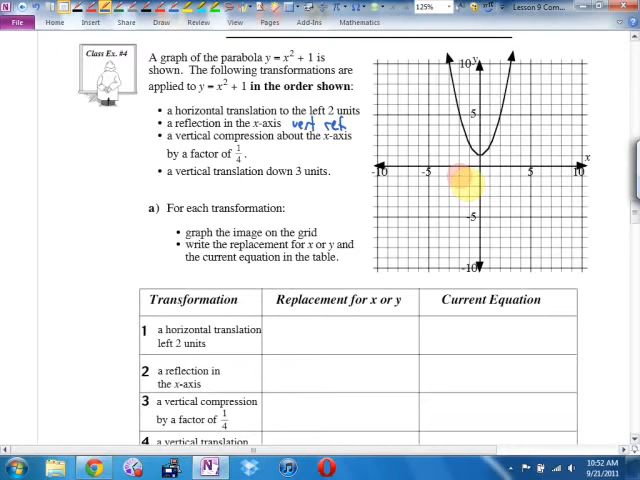 Lesson 9 Com...
File Home Insert Share Draw Review View Page Add-Ins Mathematics
125%
Class Ex. #4
A graph of the parabola y = x² + 1 is
shown. The following transformations are
applied to y = x² + 1 in the order shown:
• a horizontal translation to the left 2 units
• a reflection in the x-axis vert ref
• a vertical compression about the x-axis
by a factor of 1/4.
• a vertical translation down 3 units.
10 y
5
x
-10 -5 5 10
-5
-10
a) For each transformation:
• graph the image on the grid
• write the replacement for x or y and
the current equation in the table.
Transformation Replacement for x or y Current Equation
1 a horizontal translation
left 2 units
2 a reflection in
the x-axis
3 a vertical compression
by a factor of 1/4
4 a vertical translation
10:52 AM
9/21/2011